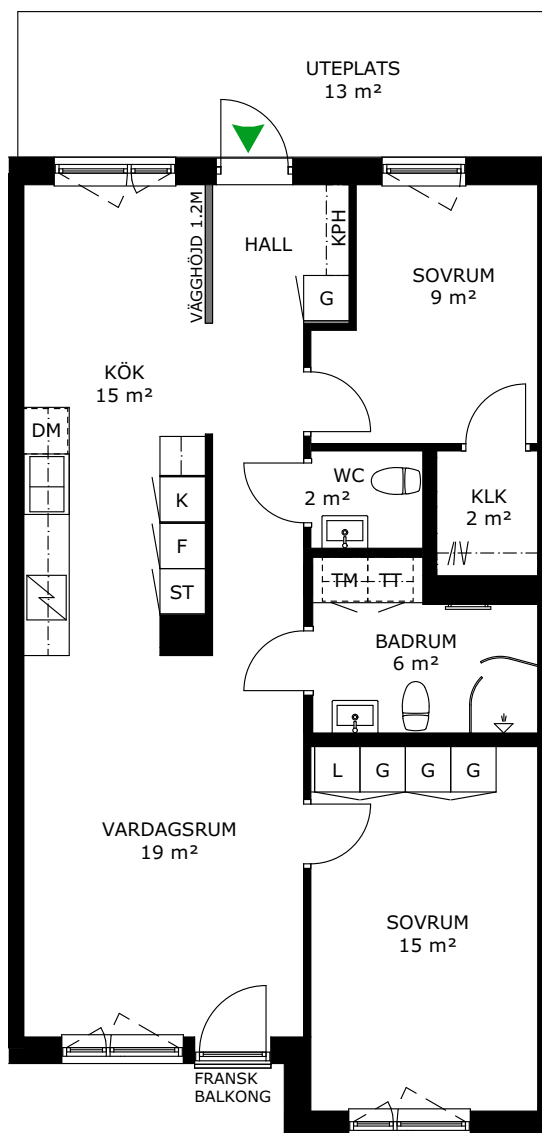 UTEPLATS
13 m²
VÄGGHÖJD 1.2M
HALL
KPH
G
SOVRUM
9 m²
KÖK
15 m²
DM
K
F
ST
WC
2 m²
KLK
2 m²
TM
TT
BADRUM
6 m²
L
G
G
G
VARDAGSRUM
19 m²
SOVRUM
15 m²
FRANSK
BALKONG